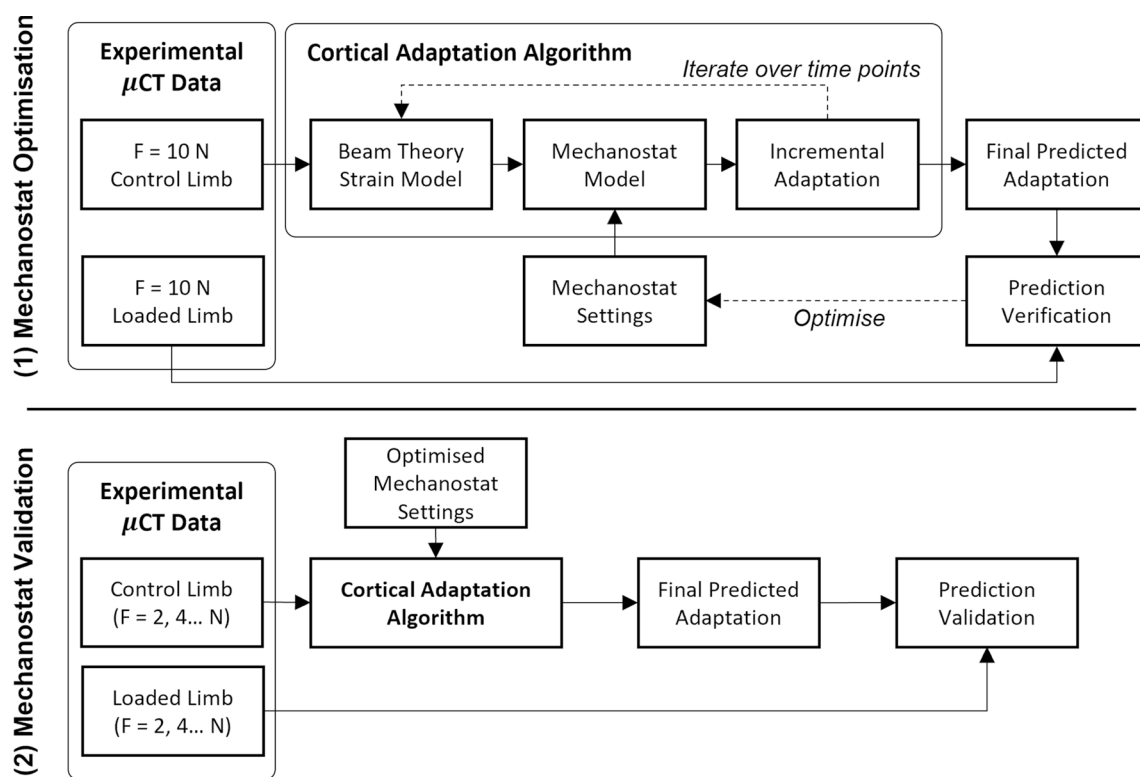 (1) Mechanostat Optimisation
Experimental
μCT Data
F = 10 N
Control Limb
F = 10 N
Loaded Limb
Cortical Adaptation Algorithm
Iterate over time points
Beam Theory
Strain Model
Mechanostat
Model
Incremental
Adaptation
Final Predicted
Adaptation
Mechanostat
Settings
Optimise
Prediction
Verification
(2) Mechanostat Validation
Experimental
μCT Data
Control Limb
(F = 2, 4... N)
Loaded Limb
(F = 2, 4... N)
Optimised
Mechanostat
Settings
Cortical Adaptation
Algorithm
Final Predicted
Adaptation
Prediction
Validation